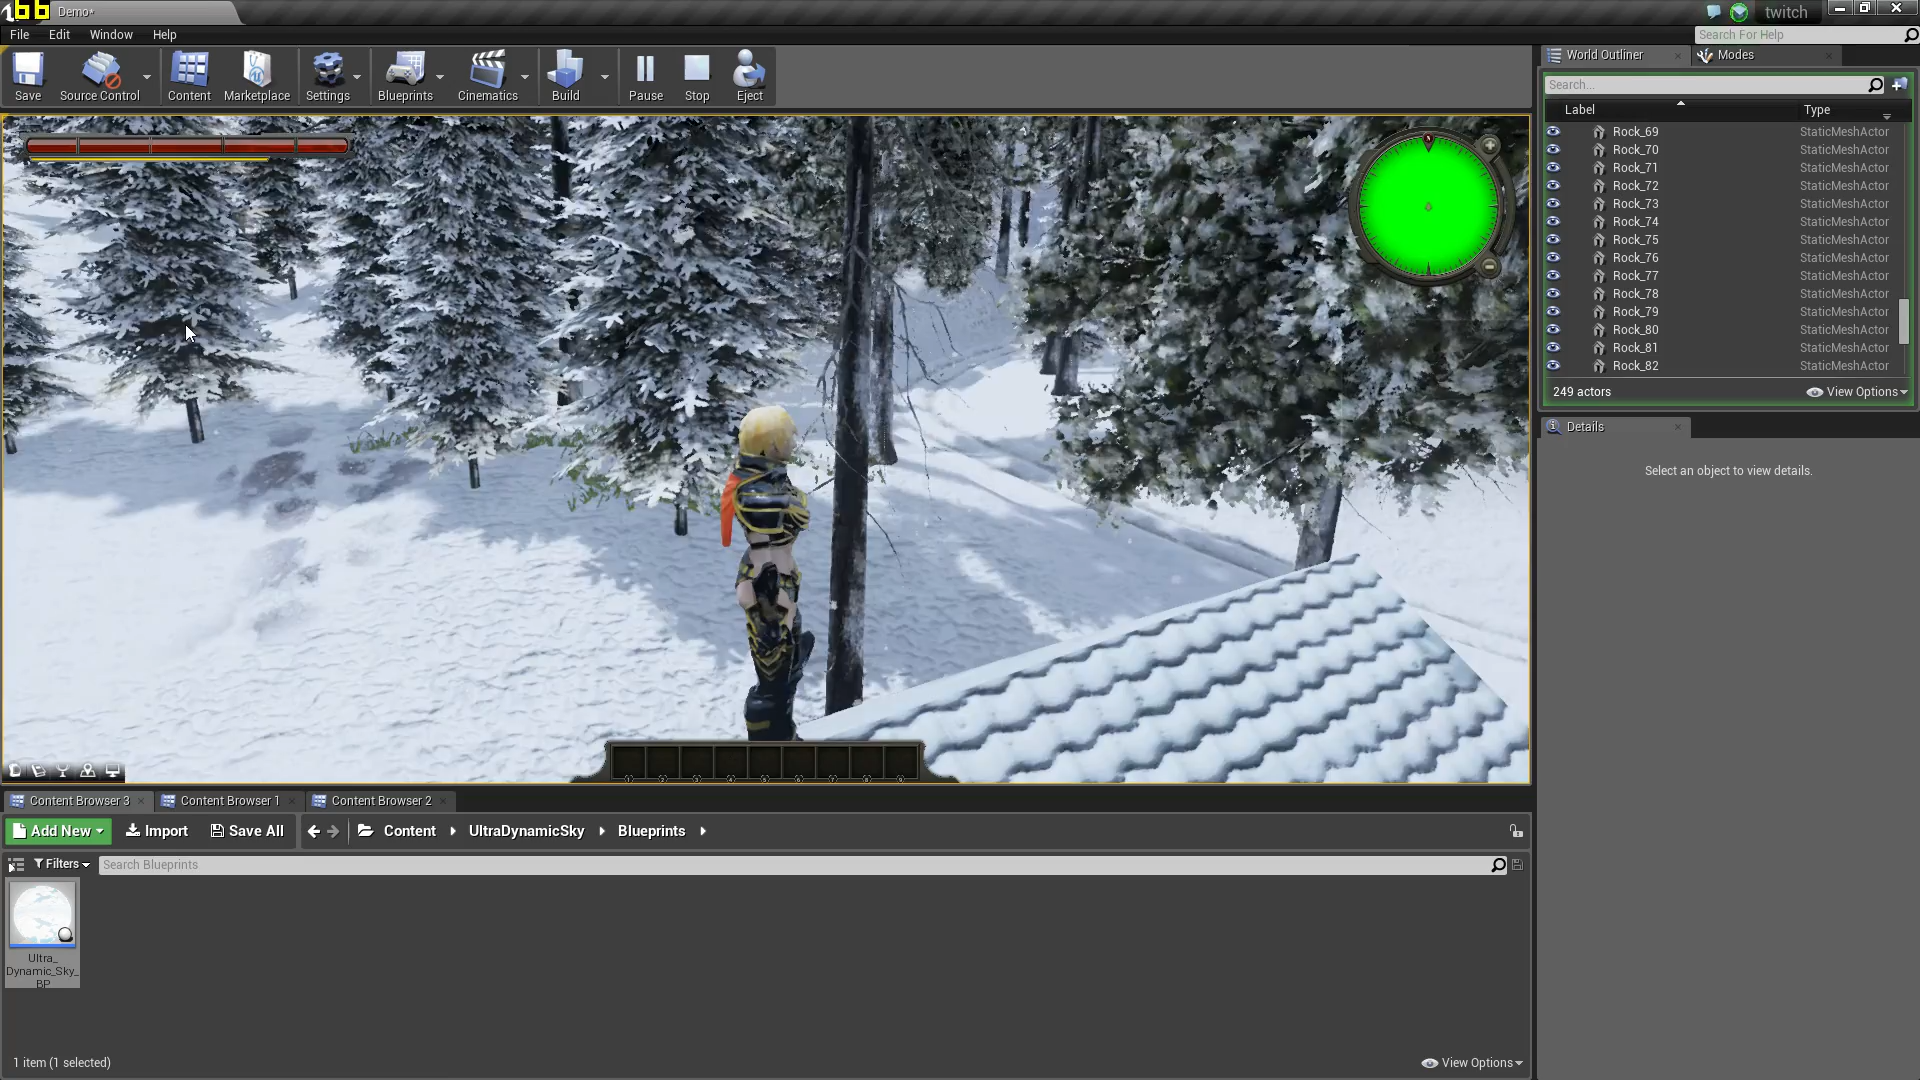 66
Demo*
twitch
File Edit Window Help
Search For Help
Save Source Control Content Marketplace Settings Blueprints Cinematics Build Pause Stop Eject
World Outliner Modes
Search...
Label Type
Rock_69 StaticMeshActor
Rock_70 StaticMeshActor
Rock_71 StaticMeshActor
Rock_72 StaticMeshActor
Rock_73 StaticMeshActor
Rock_74 StaticMeshActor
Rock_75 StaticMeshActor
Rock_76 StaticMeshActor
Rock_77 StaticMeshActor
Rock_78 StaticMeshActor
Rock_79 StaticMeshActor
Rock_80 StaticMeshActor
Rock_81 StaticMeshActor
Rock_82 StaticMeshActor
249 actors View Options
Details
Select an object to view details.
Content Browser 3 Content Browser 1 Content Browser 2
Add New Import Save All Content UltraDynamicSky Blueprints
Filters Search Blueprints
Ultra_
Dynamic_Sky_
BP
1 item (1 selected) View Options